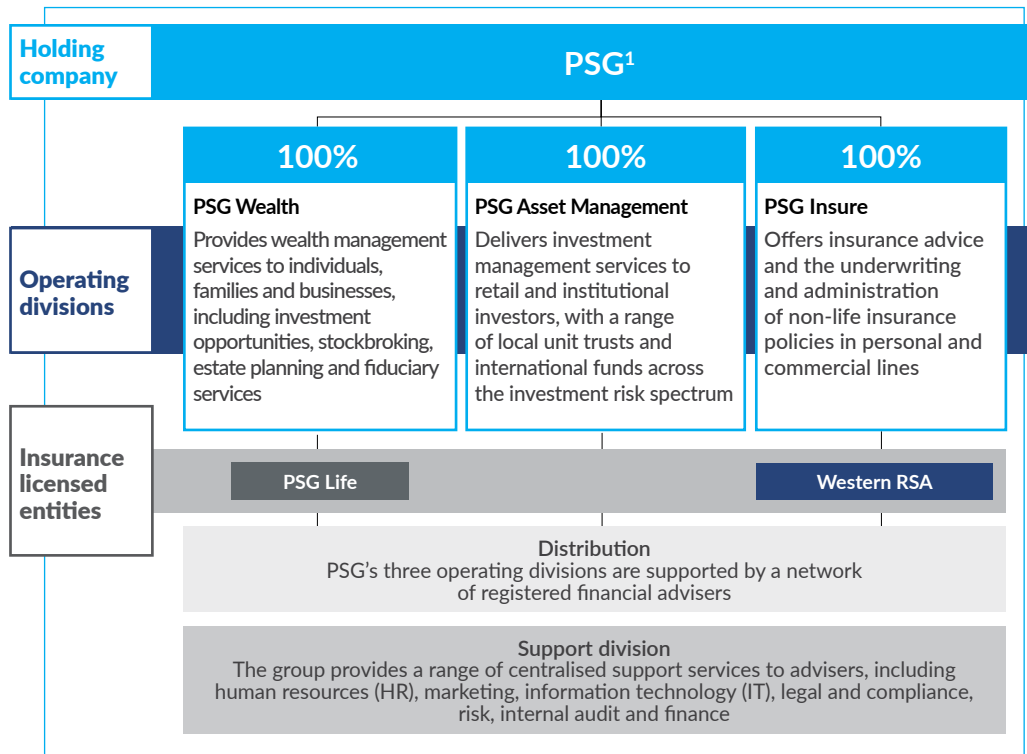 Holding
company
PSG¹
100%
100%
100%
PSG Wealth
Provides wealth management
services to individuals,
families and businesses,
including investment
opportunities, stockbroking,
estate planning and fiduciary
services
PSG Asset Management
Delivers investment
management services to
retail and institutional
investors, with a range
of local unit trusts and
international funds across
the investment risk spectrum
PSG Insure
Offers insurance advice
and the underwriting
and administration
of non-life insurance
policies in personal and
commercial lines
Operating
divisions
Insurance
licensed
entities
PSG Life
Western RSA
Distribution
PSG's three operating divisions are supported by a network
of registered financial advisers
Support division
The group provides a range of centralised support services to advisers, including
human resources (HR), marketing, information technology (IT), legal and compliance,
risk, internal audit and finance